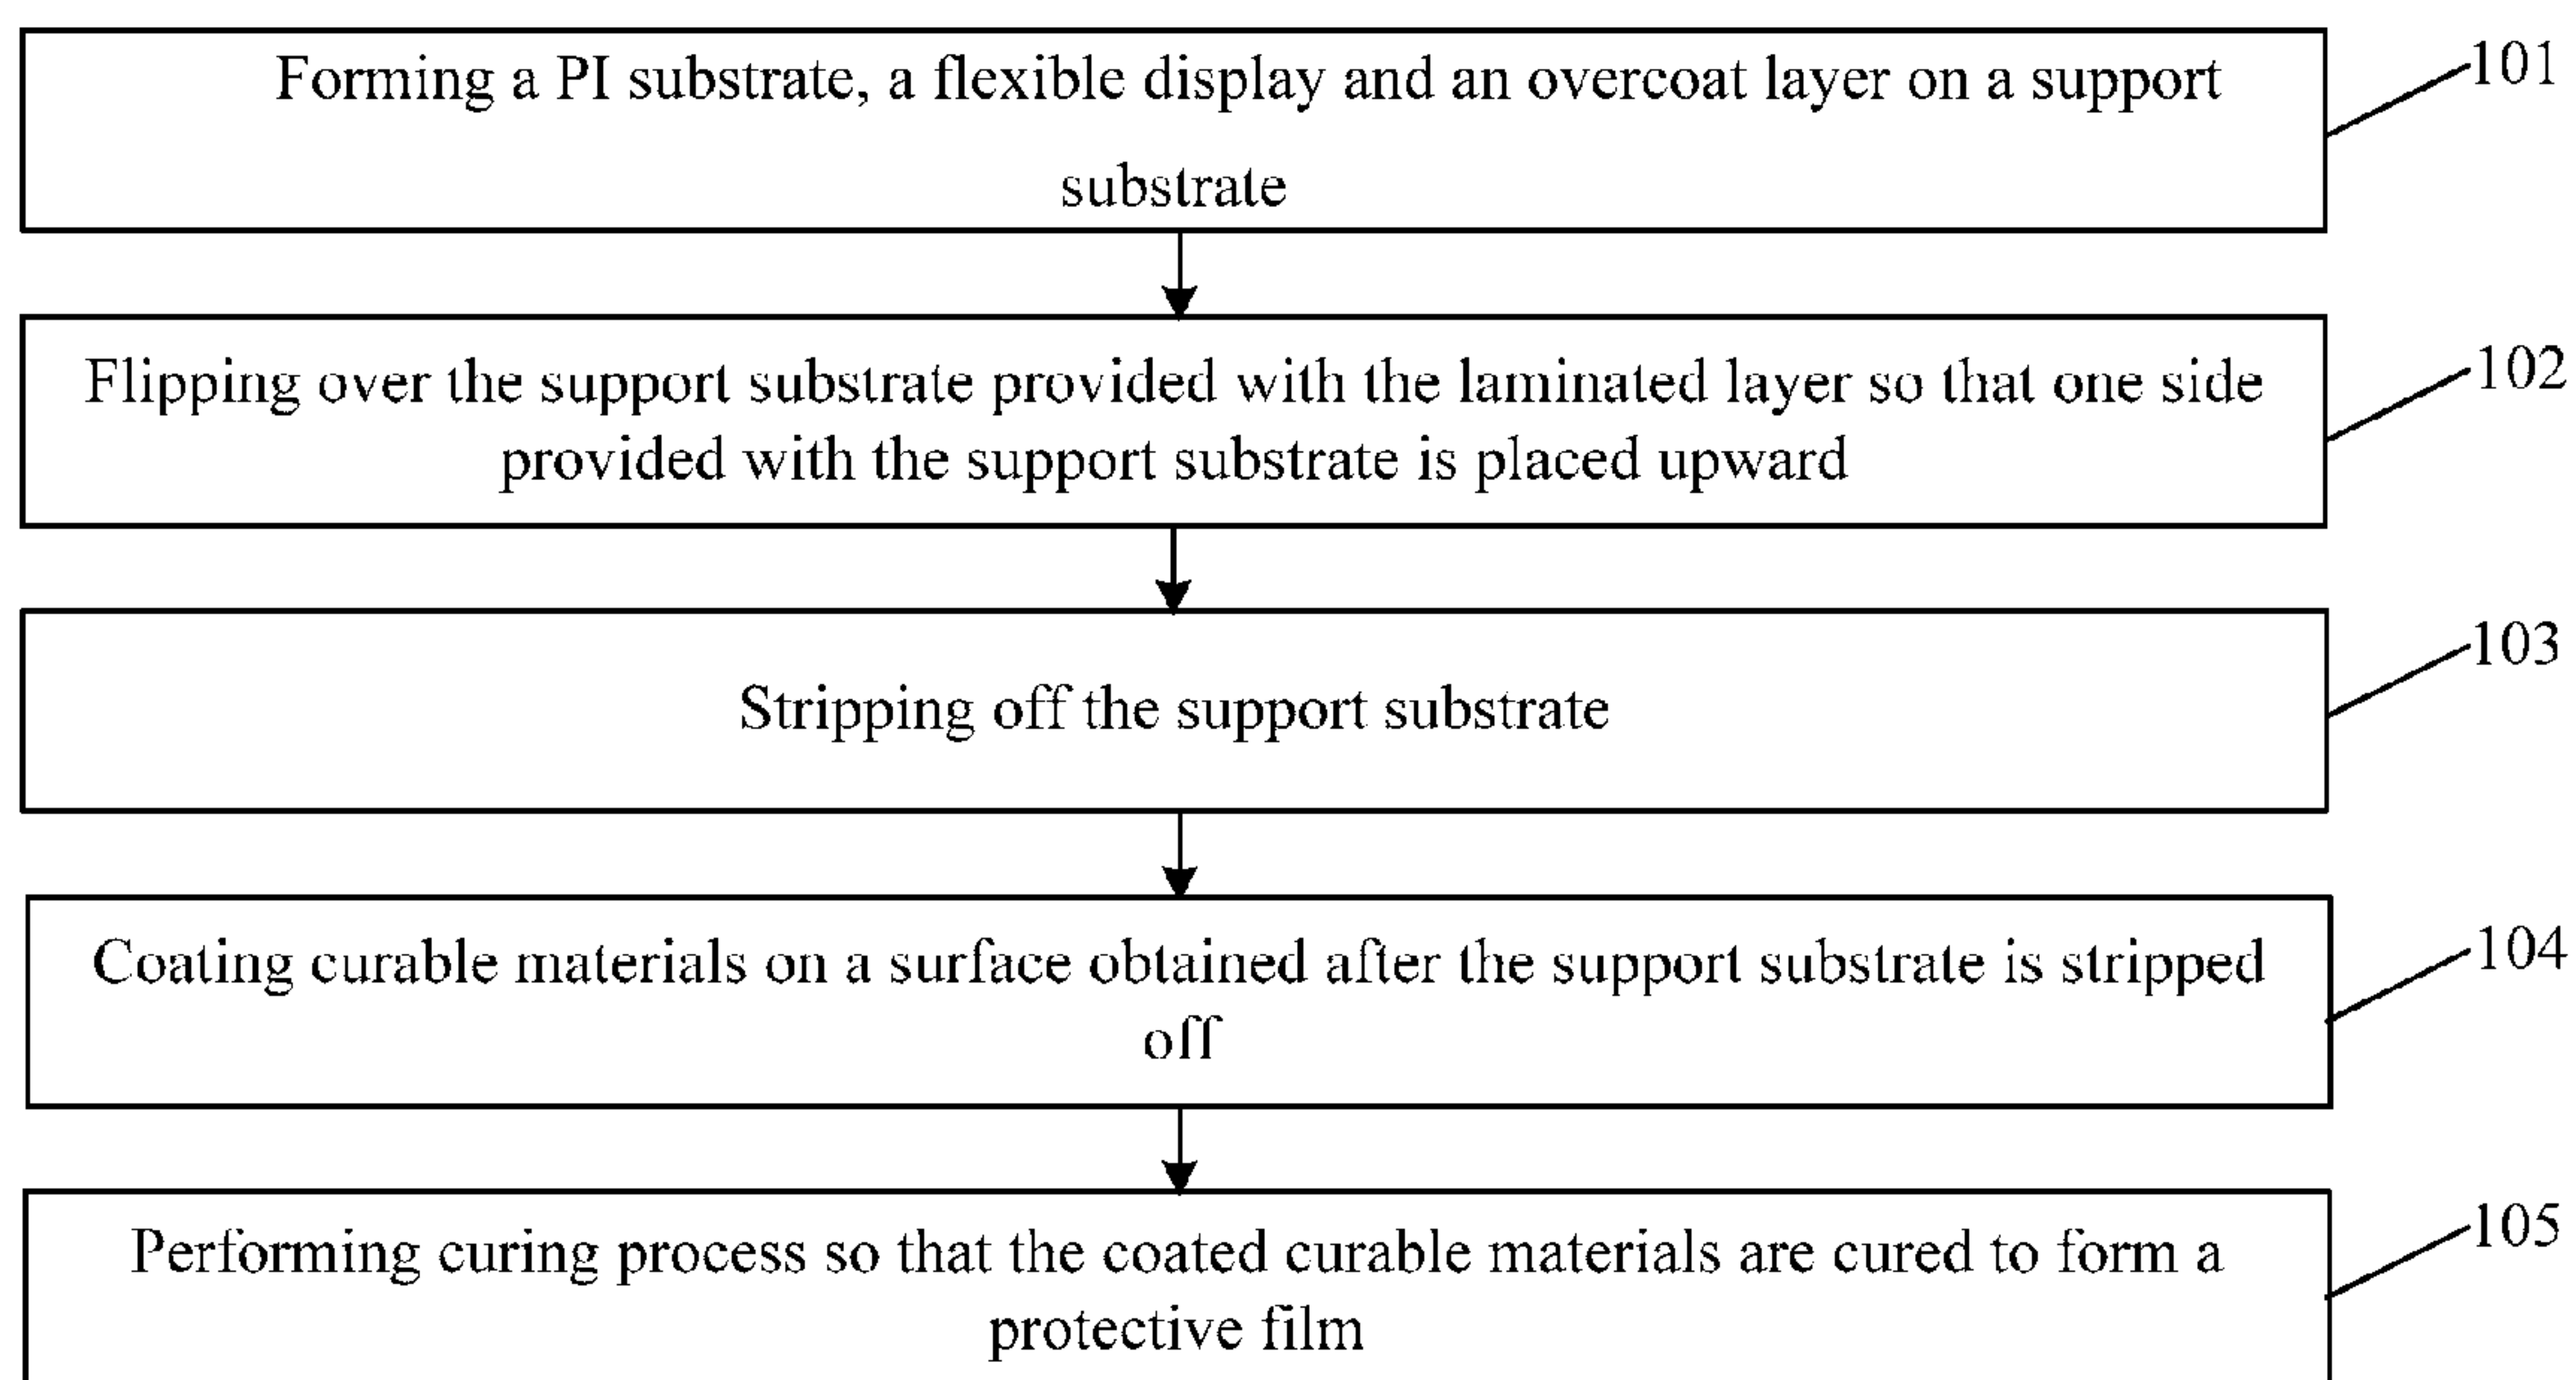 Forming a PI substrate, a flexible display and an overcoat layer on a support
substrate
101
Flipping over the support substrate provided with the laminated layer so that one side
provided with the support substrate is placed upward
102
Stripping off the support substrate
103
Coating curable materials on a surface obtained after the support substrate is stripped
off
104
Performing curing process so that the coated curable materials are cured to form a
protective film
105